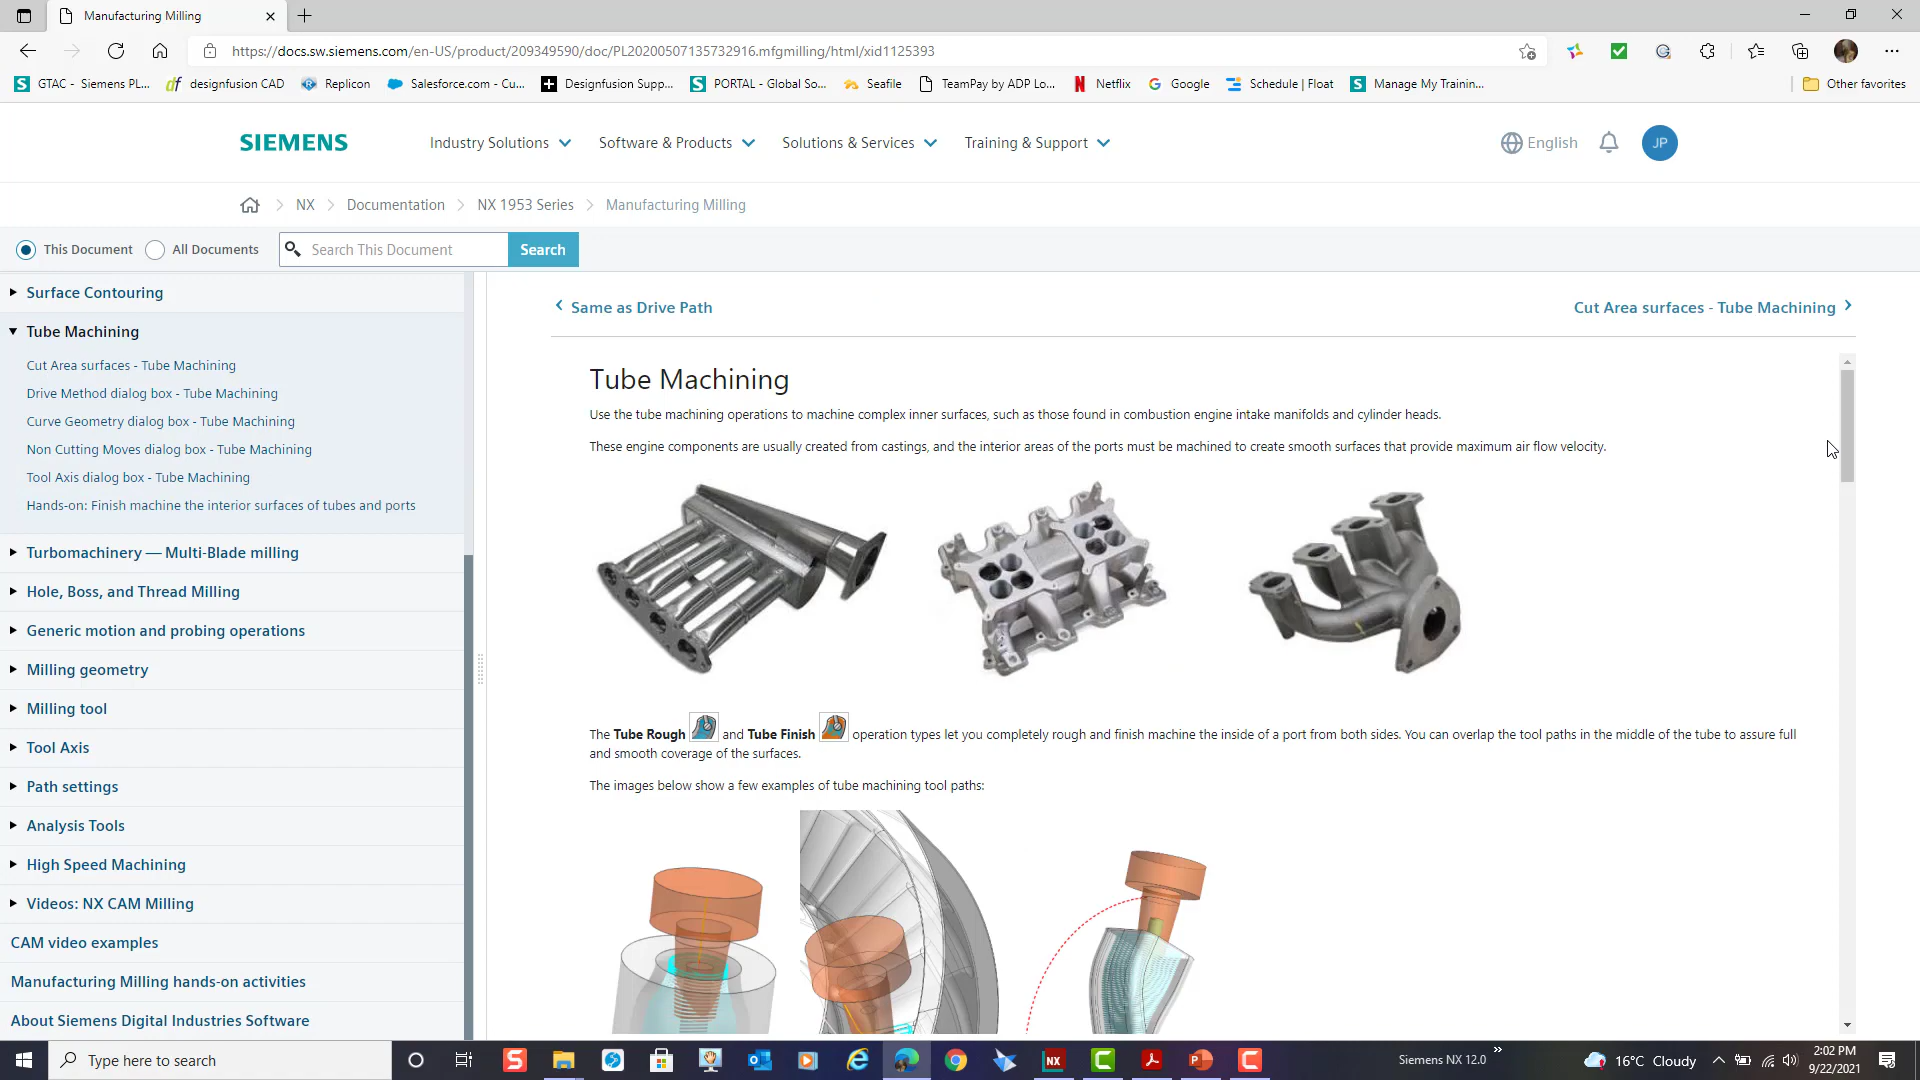 Manufacturing Milling
https://docs.sw.siemens.com/en-US/product/209349590/doc/PL20200507135732916.mfgmilling/html/xid1125393
GTAC - Siemens PL... designfusion CAD Replicon Salesforce.com - Cu... Designfusion Supp... PORTAL - Global So... Seafile TeamPay by ADP Lo... Netflix Google Schedule | Float Manage My Trainin... Other favorites
SIEMENS Industry Solutions Software & Products Solutions & Services Training & Support English JP
NX Documentation NX 1953 Series Manufacturing Milling
This Document All Documents Search This Document Search
Surface Contouring
Tube Machining
Cut Area surfaces - Tube Machining
Drive Method dialog box - Tube Machining
Curve Geometry dialog box - Tube Machining
Non Cutting Moves dialog box - Tube Machining
Tool Axis dialog box - Tube Machining
Hands-on: Finish machine the interior surfaces of tubes and ports
Turbomachinery — Multi-Blade milling
Hole, Boss, and Thread Milling
Generic motion and probing operations
Milling geometry
Milling tool
Tool Axis
Path settings
Analysis Tools
High Speed Machining
Videos: NX CAM Milling
CAM video examples
Manufacturing Milling hands-on activities
About Siemens Digital Industries Software
Same as Drive Path Cut Area surfaces - Tube Machining
Tube Machining
Use the tube machining operations to machine complex inner surfaces, such as those found in combustion engine intake manifolds and cylinder heads.
These engine components are usually created from castings, and the interior areas of the ports must be machined to create smooth surfaces that provide maximum air flow velocity.
The Tube Rough and Tube Finish operation types let you completely rough and finish machine the inside of a port from both sides. You can overlap the tool paths in the middle of the tube to assure full
and smooth coverage of the surfaces.
The images below show a few examples of tube machining tool paths:
Type here to search
Siemens NX 12.0
16°C Cloudy
2:02 PM
9/22/2021